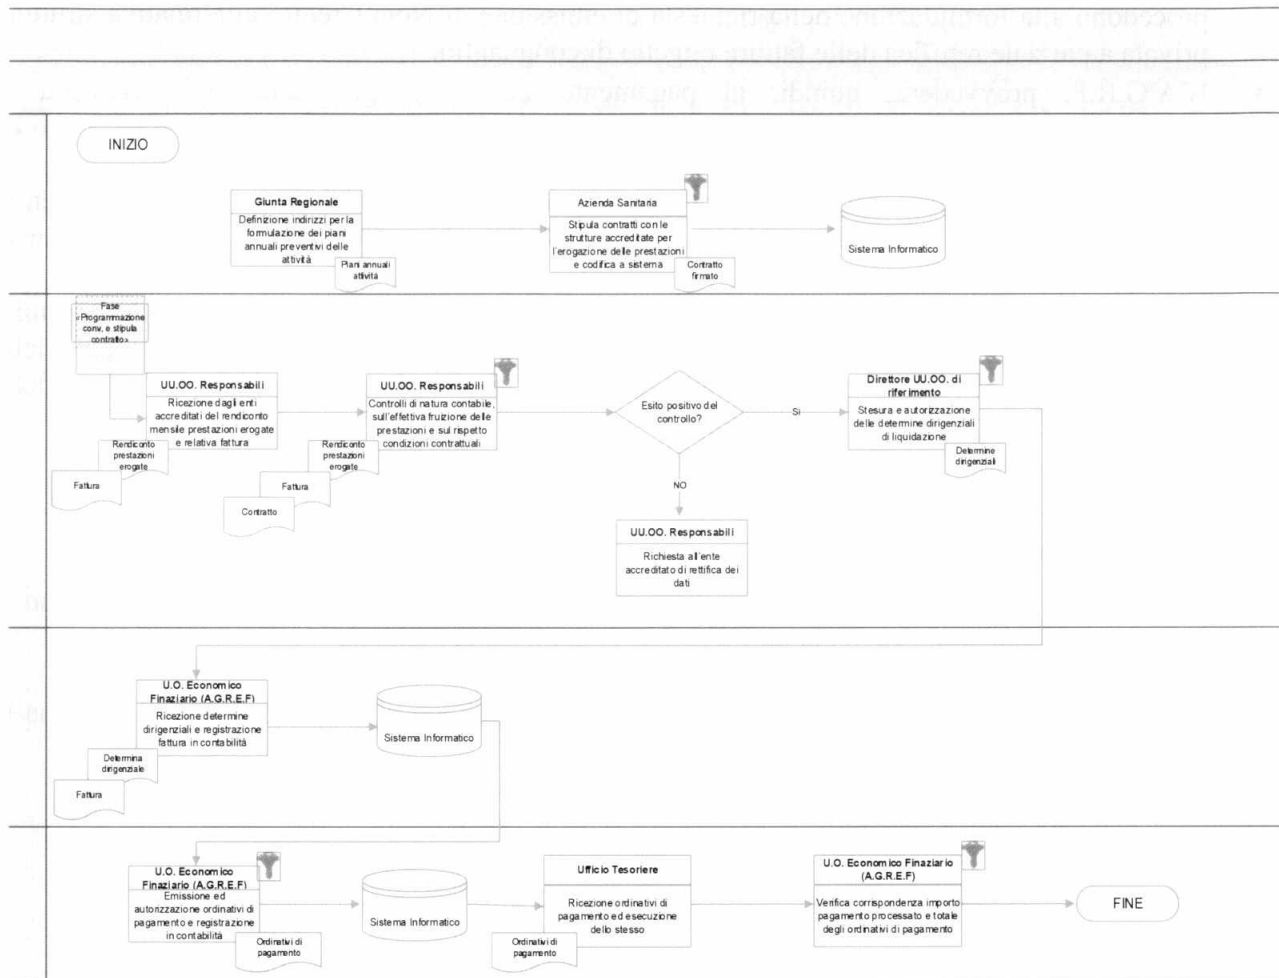 INIZIO
Giunta Regionale
Definizione indirizzi per la
formulazione dei piani
annuali preventivi delle
attività
Piani annuali
attività
Azienda Sanitaria
Stipula contratti con le
strutture accreditate per
l'erogazione delle prestazioni
e codifica a sistema
Contratto
firmato
Sistema Informatico
Fase
«Programmazione
conv, e stipula
contratto»
UU.OO. Responsabili
Ricezione dagli enti
accreditati del rendiconto
mensile prestazioni erogate
e relativa fattura
Rendiconto
prestazioni
erogate
Fattura
UU.OO. Responsabili
Controlli di natura contabile,
sull'effettiva fruizione delle
prestazioni e sul rispetto
condizioni contrattuali
Rendiconto
prestazioni
erogate
Fattura
Contratto
Esito positivo del
controllo?
Si
NO
Direttore UU.OO. di
riferimento
Stesura e autorizzazione
delle determine dirigenziali
di liquidazione
Determine
dirigenziali
UU.OO. Responsabili
Richiesta all'ente
accreditato di rettifica dei
dati
U.O. Economico
Finaziario (A.G.R.E.F)
Ricezione determine
dirigenziali e registrazione
fattura in contabilità
Determina
dirigenziale
Fattura
Sistema Informatico
U.O. Economico
Finaziario (A.G.R.E.F)
Emissione ed
autorizzazione ordinativi di
pagamento e registrazione
in contabilità
Ordinativi di
pagamento
Sistema Informatico
Ufficio Tesoriere
Ricezione ordinativi di
pagamento ed esecuzione
dello stesso
Ordinativi di
pagamento
U.O. Economico Finaziario
(A.G.R.E.F)
Verifica corrispondenza importo
pagamento processato e totale
degli ordinativi di pagamento
FINE